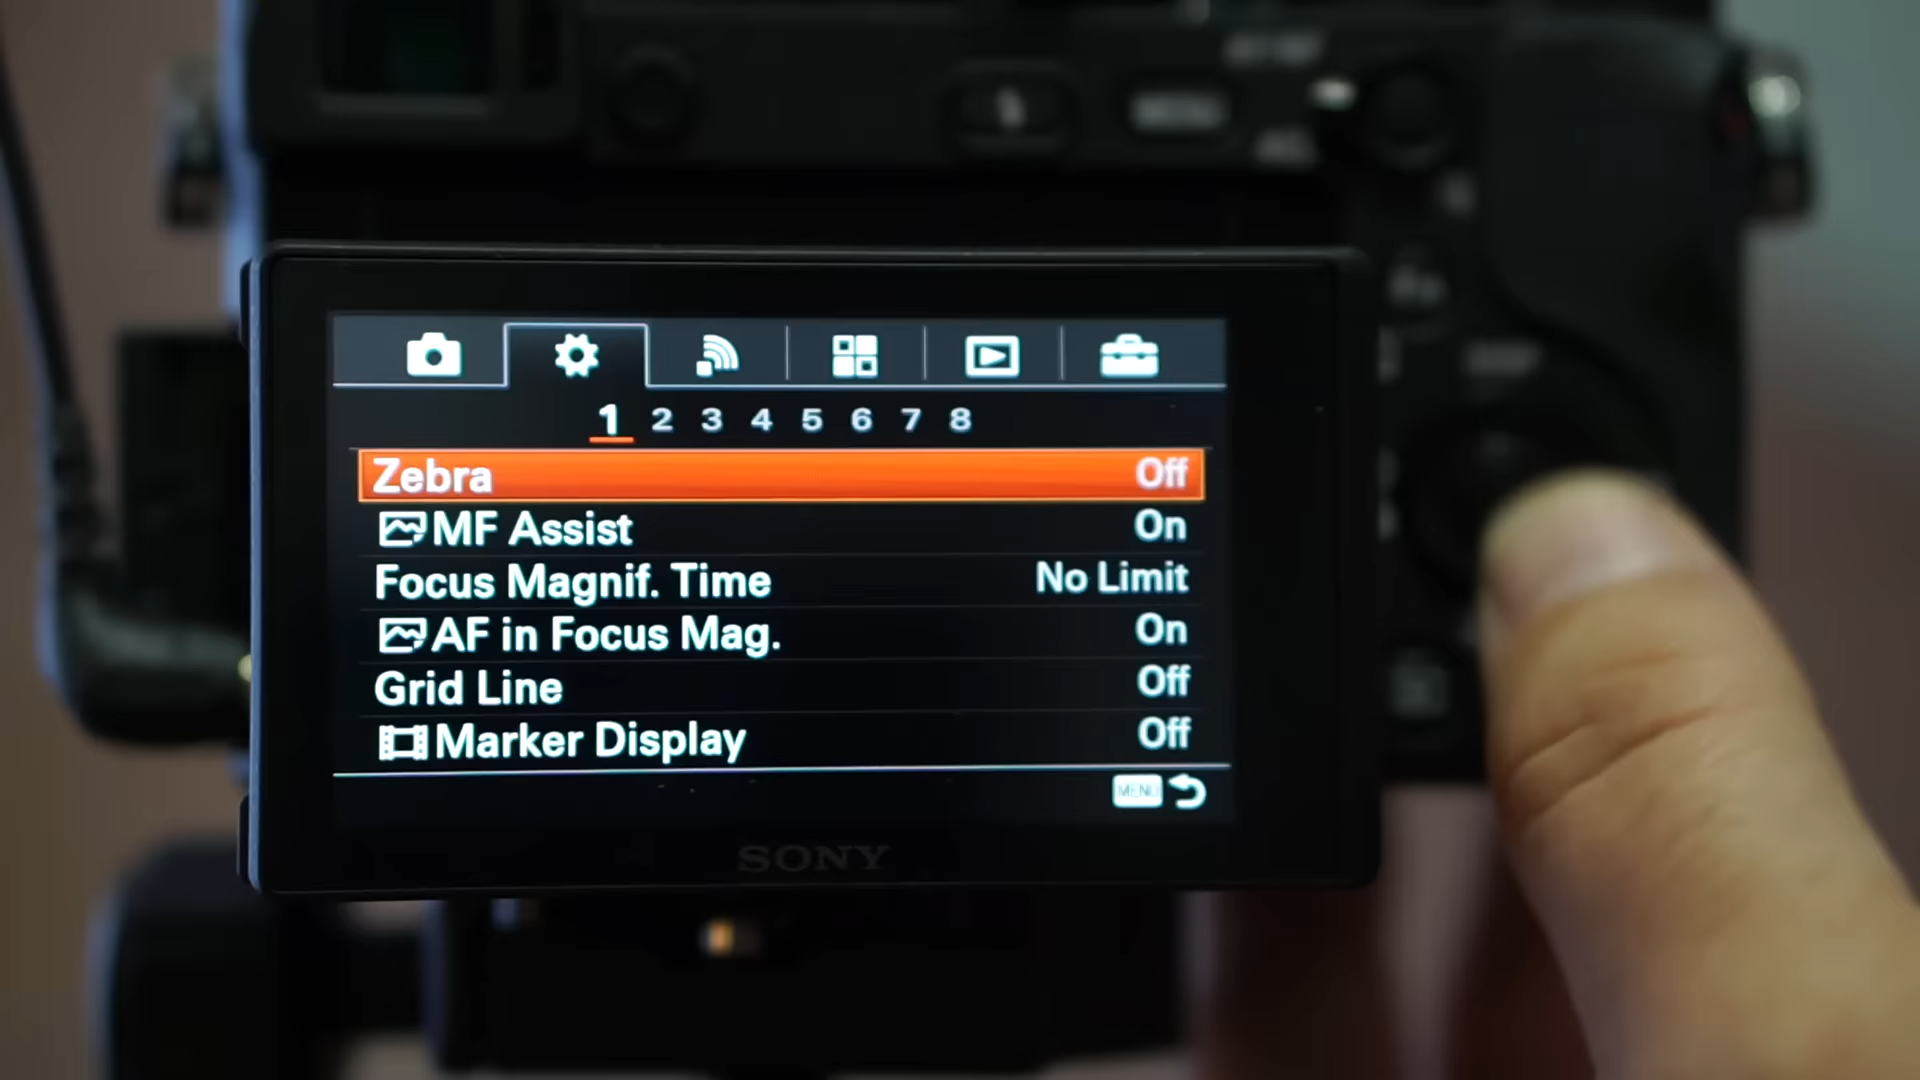 MENU
1 2 3 4 5 6 7 8
Zebra Off
MF Assist On
Focus Magnif. Time No Limit
AF in Focus Mag. On
Grid Line Off
Marker Display Off
MENU
SONY